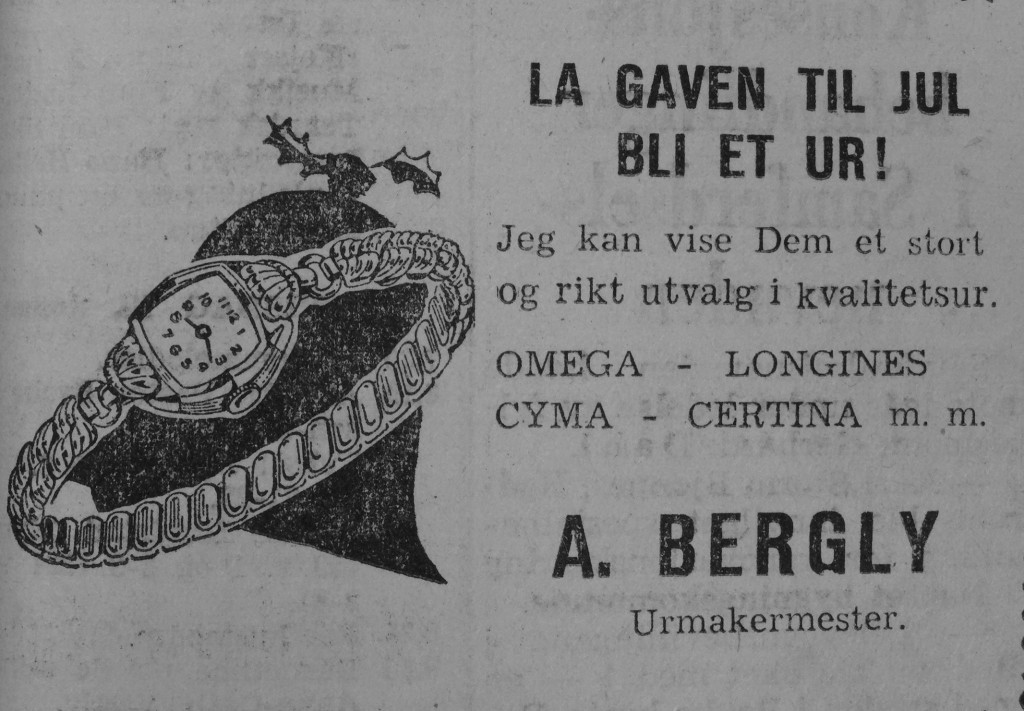 LA GAVEN TIL JUL
BLI ET UR!
Jeg kan vise Dem et stort
og rikt utvalg i kvalitetsur.
OMEGA - LONGINES
CYMA - CERTINA m. m.
A. BERGLY
Urmakermester.